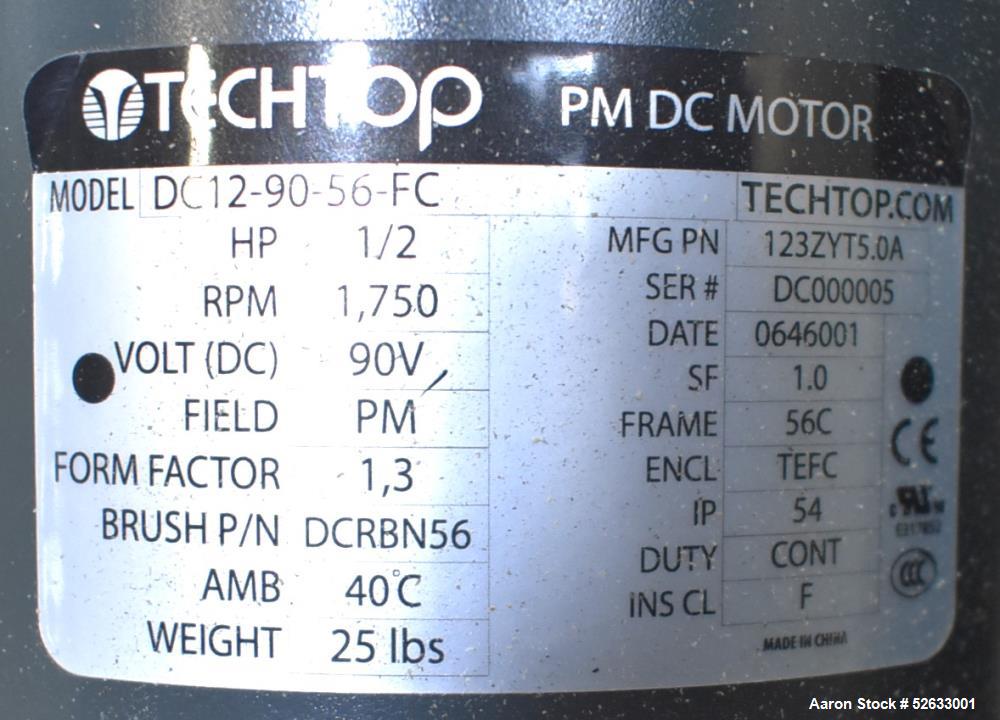 TECHTOP PM DC MOTOR
MODEL DC12-90-56-FC
TECHTOP.COM
HP 1/2
RPM 1,750
VOLT (DC) 90V
FIELD PM
FORM FACTOR 1,3
BRUSH P/N DCRBN56
AMB 40°C
WEIGHT 25 lbs
MFG PN 123ZYT5.0A
SER # DC000005
DATE 0646001
SF 1.0
FRAME 56C
ENCL TEFC
IP 54
DUTY CONT
INS CL F
MADE IN CHINA
CE
CCC
Aaron Stock # 52633001